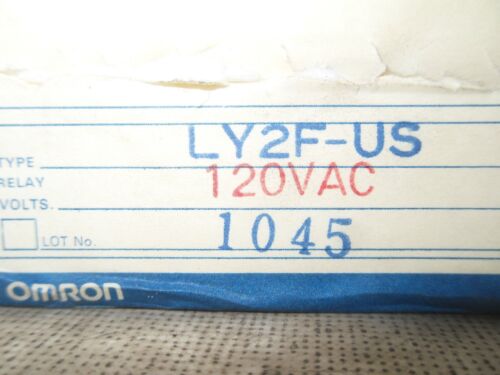 TYPE LY2F-US
RELAY 120VAC
VOLTS.
LOT No. 1045
OMRON